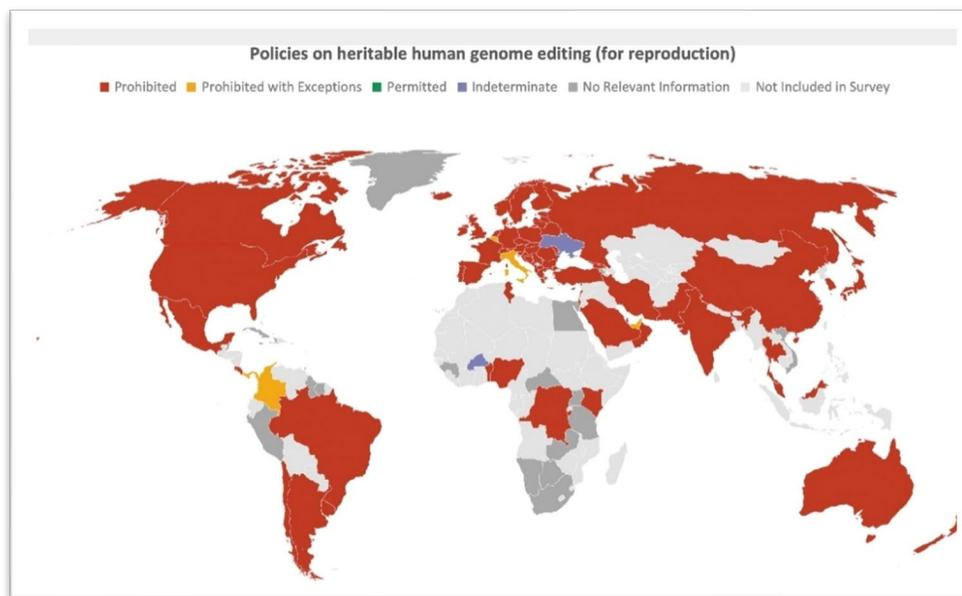 Policies on heritable human genome editing (for reproduction)
Prohibited Prohibited with Exceptions Permitted Indeterminate No Relevant Information Not Included in Survey